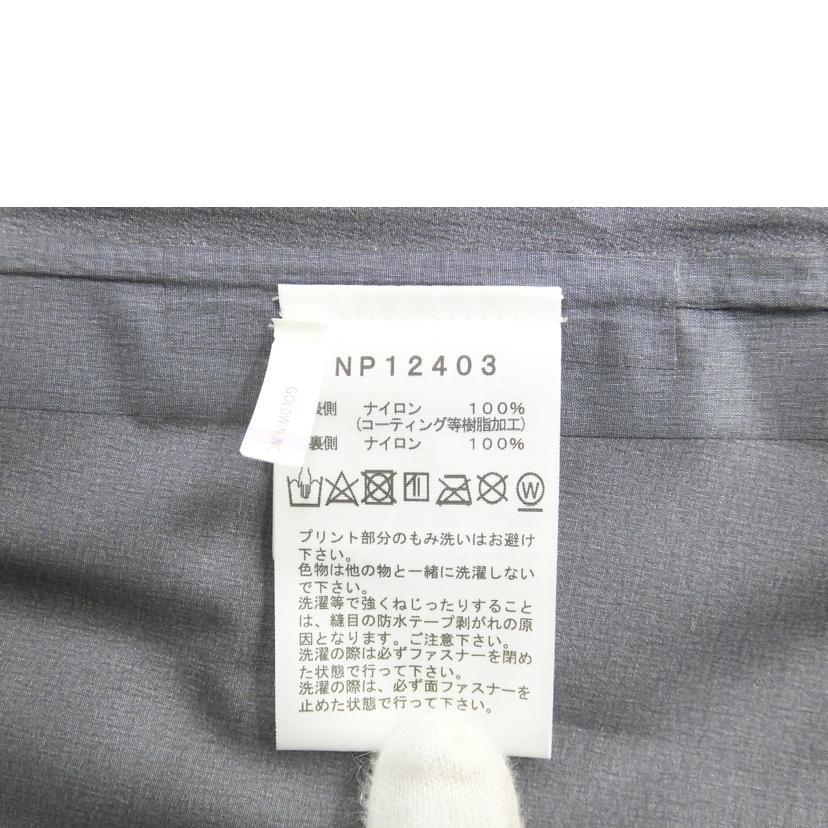 NP12403
表側 ナイロン 100%
(コーティング等樹脂加工)
裏側 ナイロン 100%
GOLDWIN INC
W
プリント部分のもみ洗いはお避け
下さい。
色物は他の物と一緒に洗濯しない
で下さい。
洗濯等で強くねじったりすること
は、縫目の防水テープ剥がれの原
因となります。ご注意下さい。
洗濯の際は必ずファスナーを閉め
た状態で行って下さい。
洗濯の際は、必ず面ファスナーを
止めた状態で行って下さい。